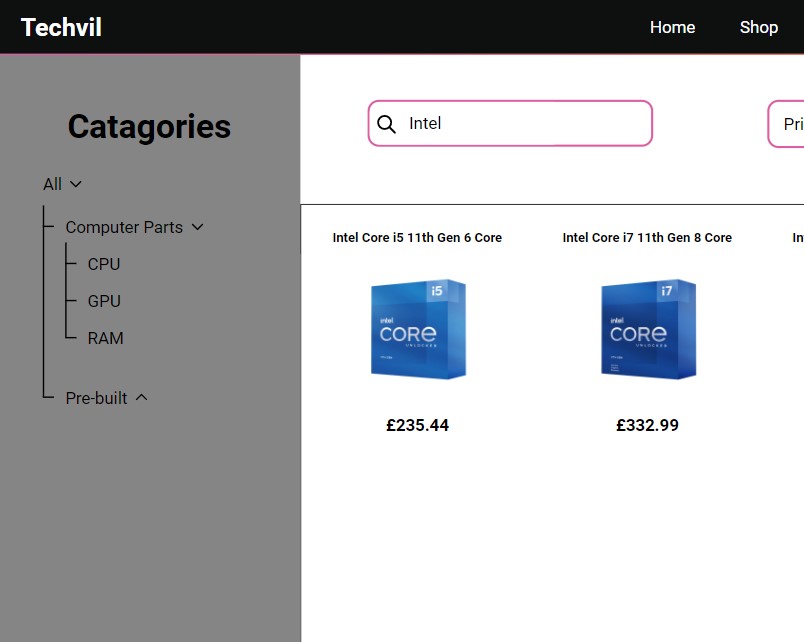 Techvil
Home
Shop
Catagories
Intel
Pri
All
Computer Parts
CPU
GPU
RAM
Pre-built
Intel Core i5 11th Gen 6 Core
Intel Core i7 11th Gen 8 Core
In
i5
intel
CORE
UNLOCKED
i7
intel
CORE
UNLOCKED
£235.44
£332.99